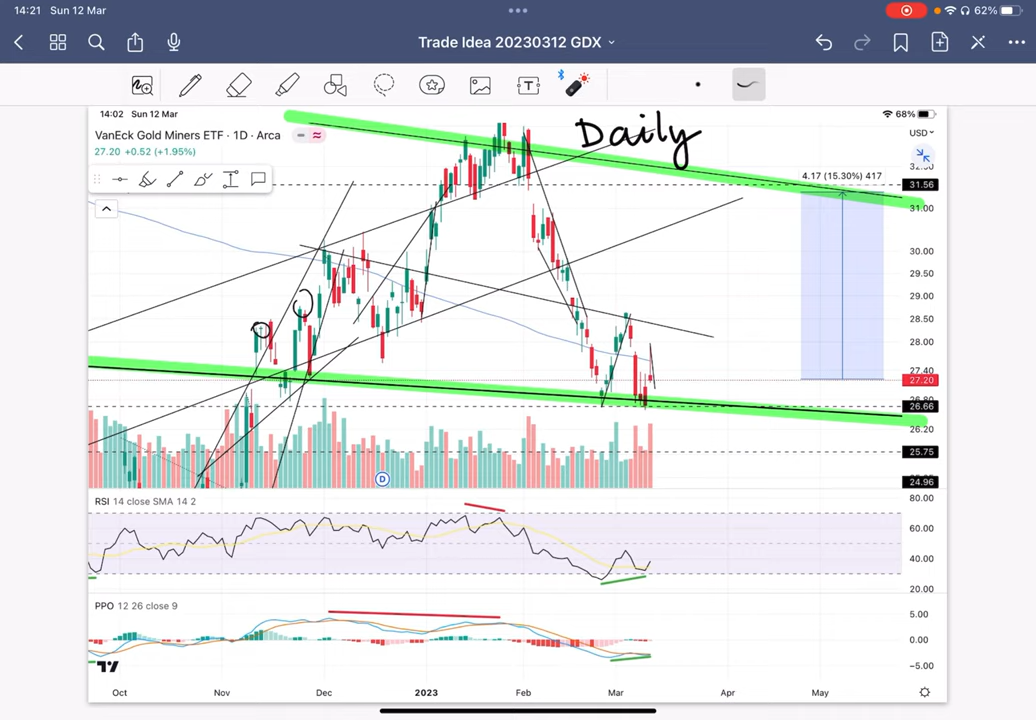 14:21 Sun 12 Mar
62%
Trade Idea 20230312 GDX
14:02 Sun 12 Mar
68%
Daily
VanEck Gold Miners ETF · 1D · Arca
USD
27.20 +0.52 (+1.95%)
4.17 (15.30%) 417
31.56
31.00
30.00
29.50
29.00
28.50
28.00
27.40
27.20
26.66
26.20
25.75
24.96
D
RSI 14 close SMA 14 2
80.00
60.00
40.00
20.00
PPO 12 26 close 9
5.00
0.00
−5.00
Oct Nov Dec 2023 Feb Mar Apr May